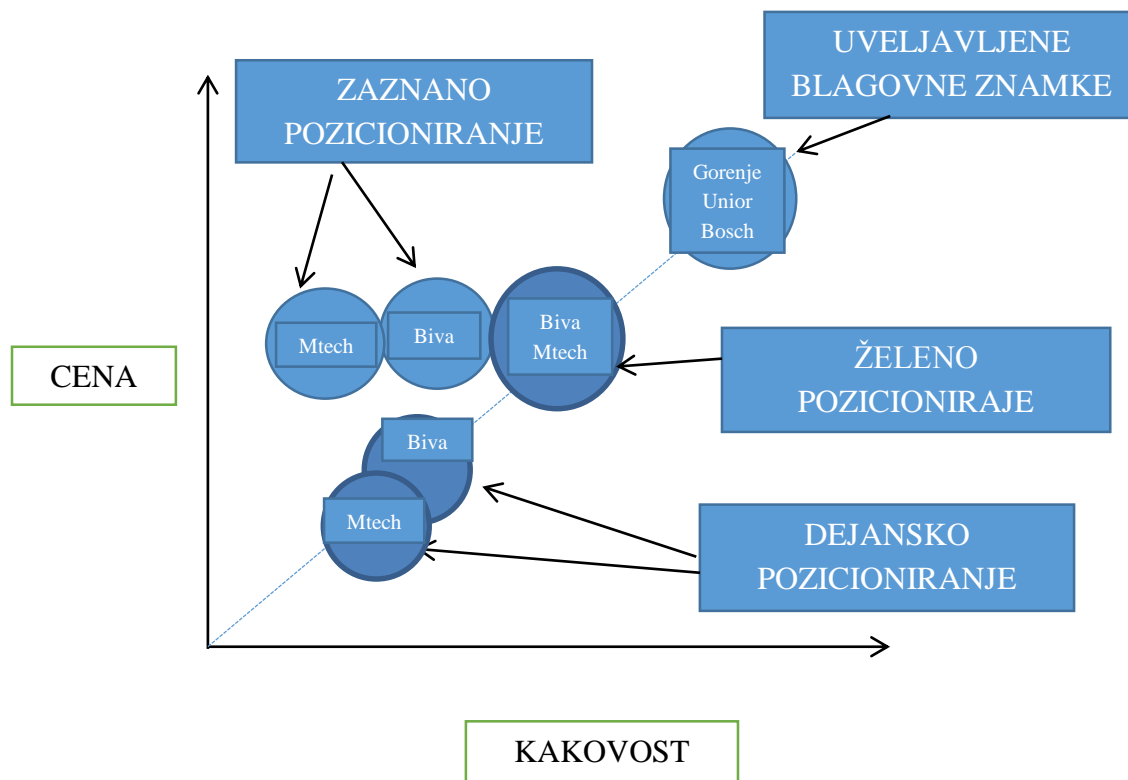 UVELJAVLJENE
BLAGOVNE ZNAMKE
ZAZNANO
POZICIONIRANJE
Gorenje
Unior
Bosch
Mtech
Biva
Biva
Mtech
CENA
ŽELENO
POZICIONIRAJE
Biva
Mtech
DEJANSKO
POZICIONIRANJE
KAKOVOST